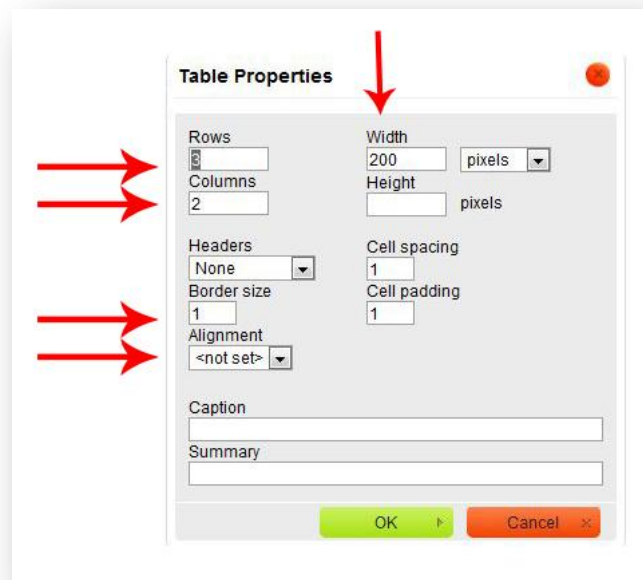 Table Properties
Rows
Width
3
200
pixels
Columns
Height
2
pixels
Headers
Cell spacing
None
1
Border size
Cell padding
1
1
Alignment
<not set>
Caption
Summary
OK
Cancel